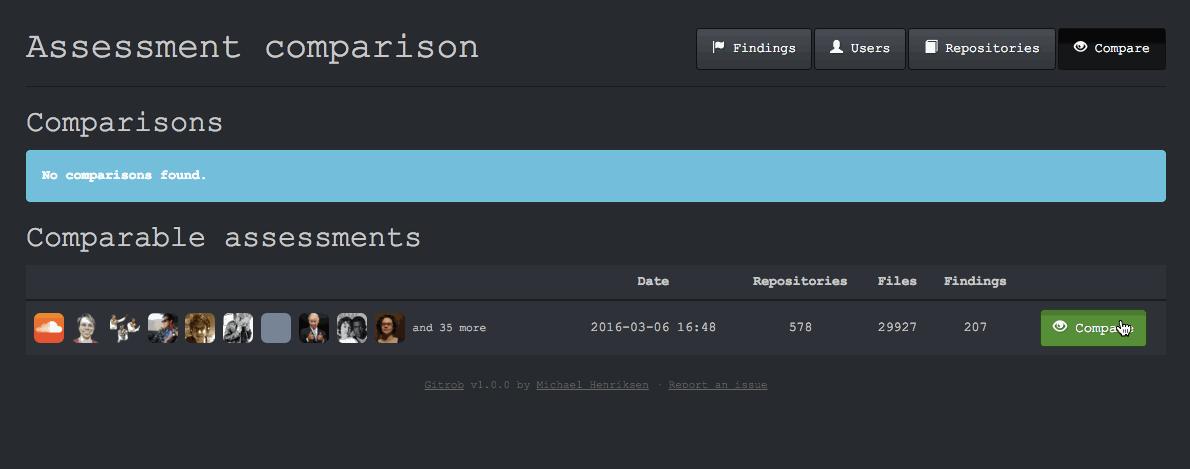 Assessment comparison
Findings Users Repositories Compare
Comparisons
No comparisons found.
Comparable assessments
Date Repositories Files Findings
and 35 more 2016-03-06 16:48 578 29927 207 Compare
Gitrob v1.0.0 by Michael Henriksen · Report an issue